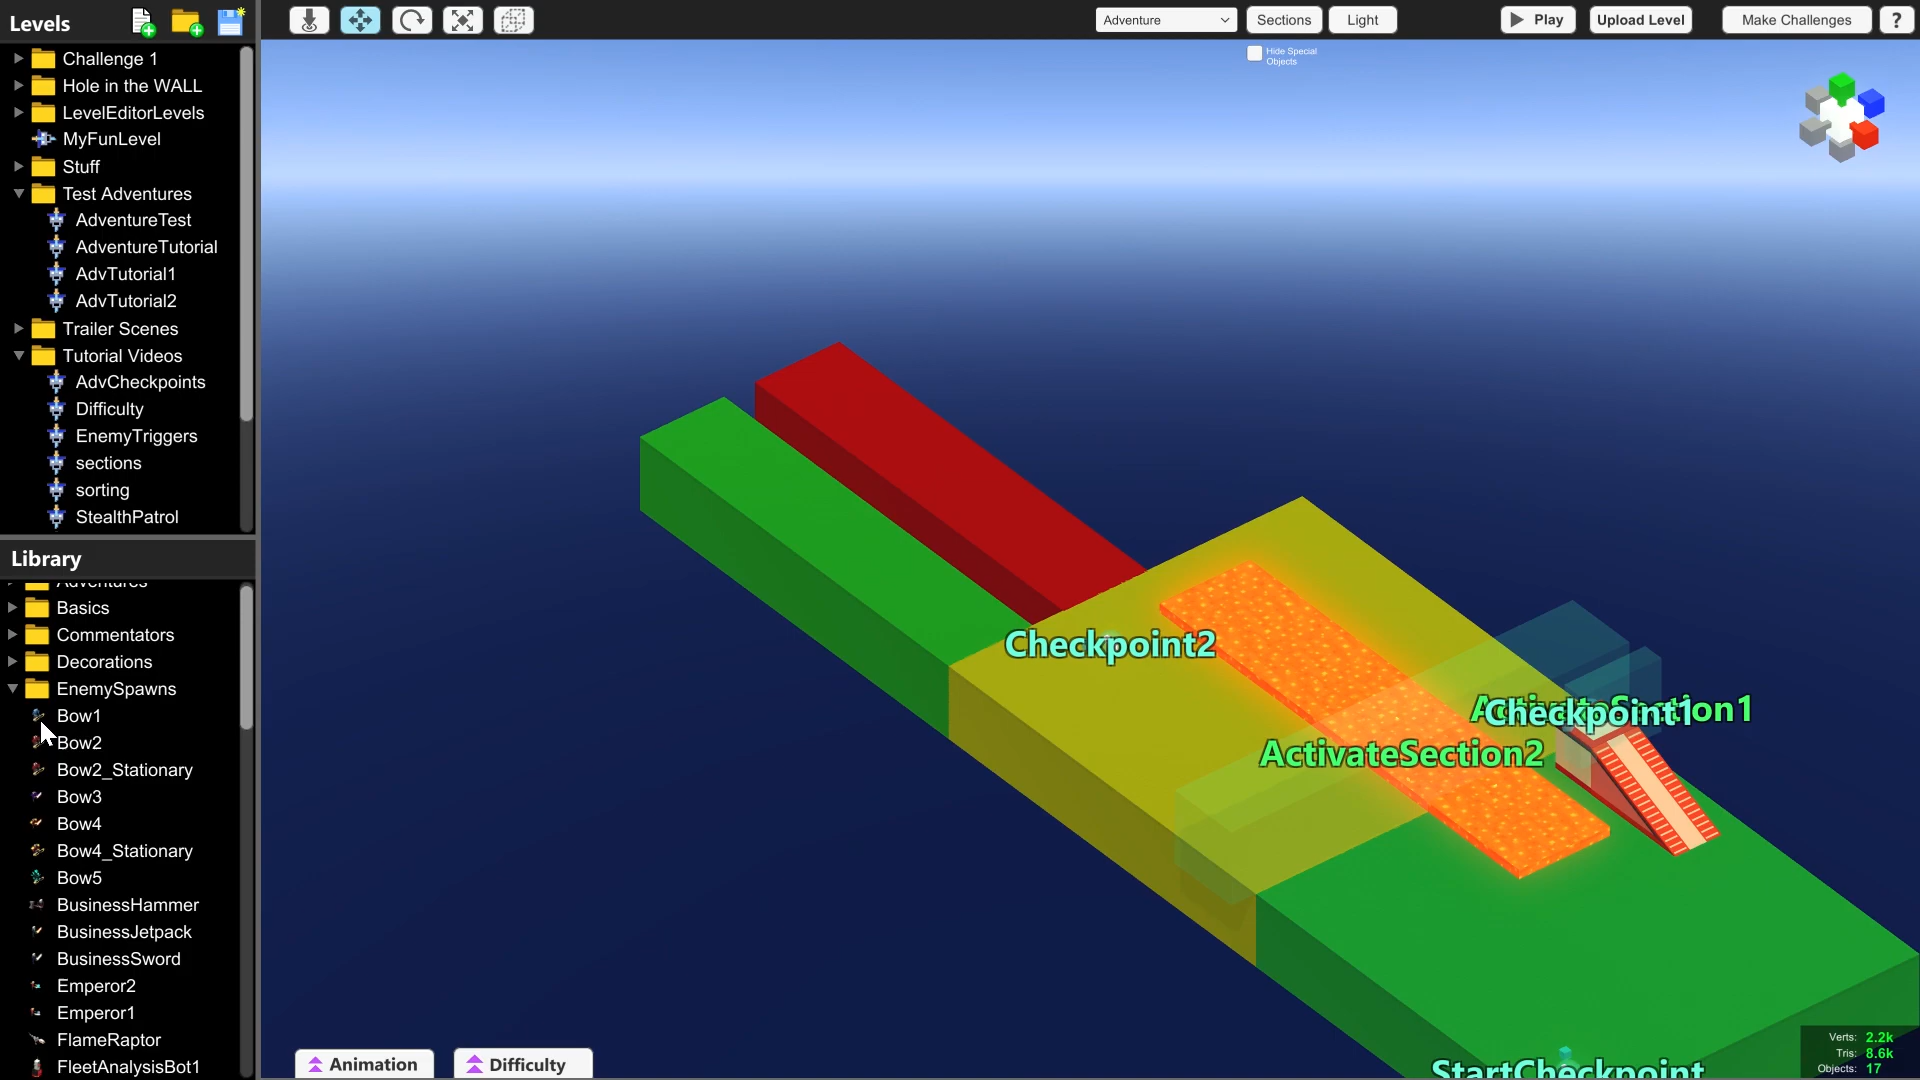 Levels
Adventure
Sections
Light
Play
Upload Level
Make Challenges
?
Hide Special
Objects
Challenge 1
Hole in the WALL
LevelEditorLevels
MyFunLevel
Stuff
Test Adventures
AdventureTest
AdventureTutorial
AdvTutorial1
AdvTutorial2
Trailer Scenes
Tutorial Videos
AdvCheckpoints
Difficulty
EnemyTriggers
sections
sorting
StealthPatrol
Library
Adventures
Basics
Commentators
Decorations
EnemySpawns
Bow1
Bow2
Bow2_Stationary
Bow3
Bow4
Bow4_Stationary
Bow5
BusinessHammer
BusinessJetpack
BusinessSword
Emperor2
Emperor1
FlameRaptor
FleetAnalysisBot1
Checkpoint2
ActivateSection1
Checkpoint1
ActivateSection2
StartCheckpoint
Animation
Difficulty
Verts: 2.2k
Tris: 8.6k
Objects: 17